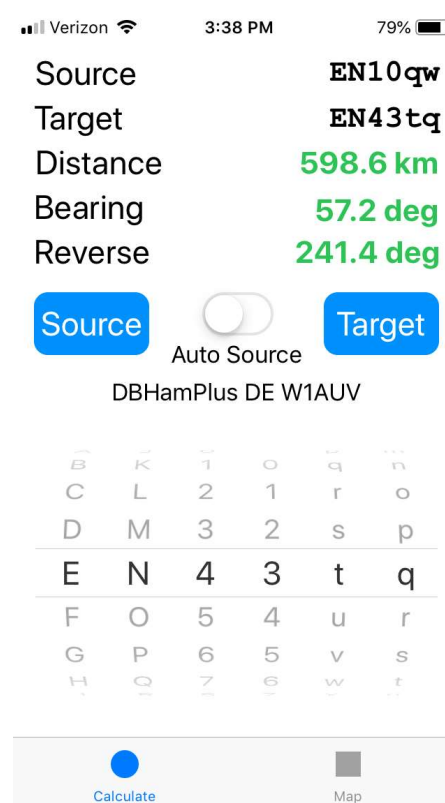 Verizon 3:38 PM 79%
Source EN10qw
Target EN43tq
Distance 598.6 km
Bearing 57.2 deg
Reverse 241.4 deg
Source Target
Auto Source
DBHamPlus DE W1AUV
B K 1 0 q n
C L 2 1 r o
D M 3 2 s p
E N 4 3 t q
F O 5 4 u r
G P 6 5 v s
H Q 7 6 w t
Calculate Map